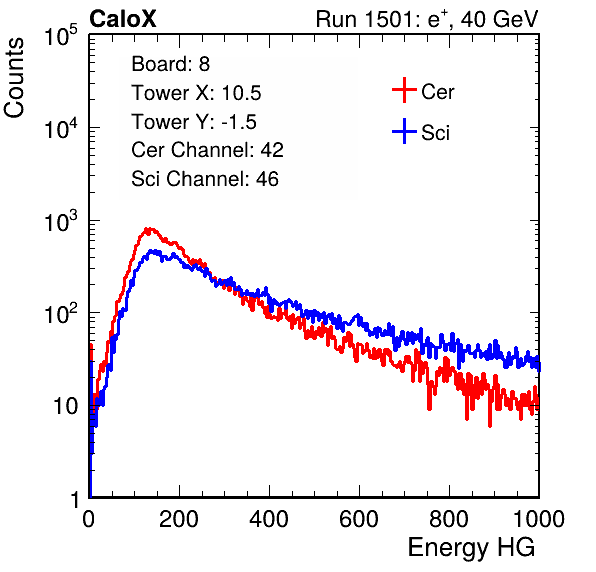 CaloX Run 1501: e⁺, 40 GeV
Counts
10⁵
10⁴
10³
10²
10
1
Board: 8
Tower X: 10.5
Tower Y: -1.5
Cer Channel: 42
Sci Channel: 46
Cer
Sci
0 200 400 600 800 1000
Energy HG